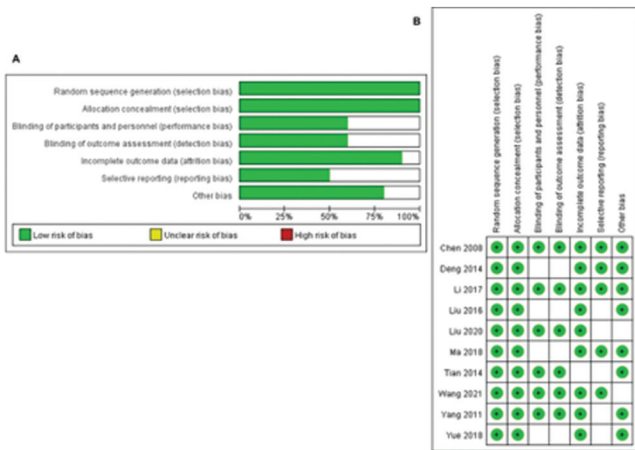 A
Random sequence generation (selection bias)
Allocation concealment (selection bias)
Blinding of participants and personnel (performance bias)
Blinding of outcome assessment (detection bias)
Incomplete outcome data (attrition bias)
Selective reporting (reporting bias)
Other bias
0% 25% 50% 75% 100%
Low risk of bias Unclear risk of bias High risk of bias
B
Random sequence generation (selection bias)
Allocation concealment (selection bias)
Blinding of participants and personnel (performance bias)
Blinding of outcome assessment (detection bias)
Incomplete outcome data (attrition bias)
Selective reporting (reporting bias)
Other bias
Chen 2008
Deng 2014
Li 2017
Liu 2016
Liu 2020
Ma 2018
Tian 2014
Wang 2021
Yang 2011
Yue 2018